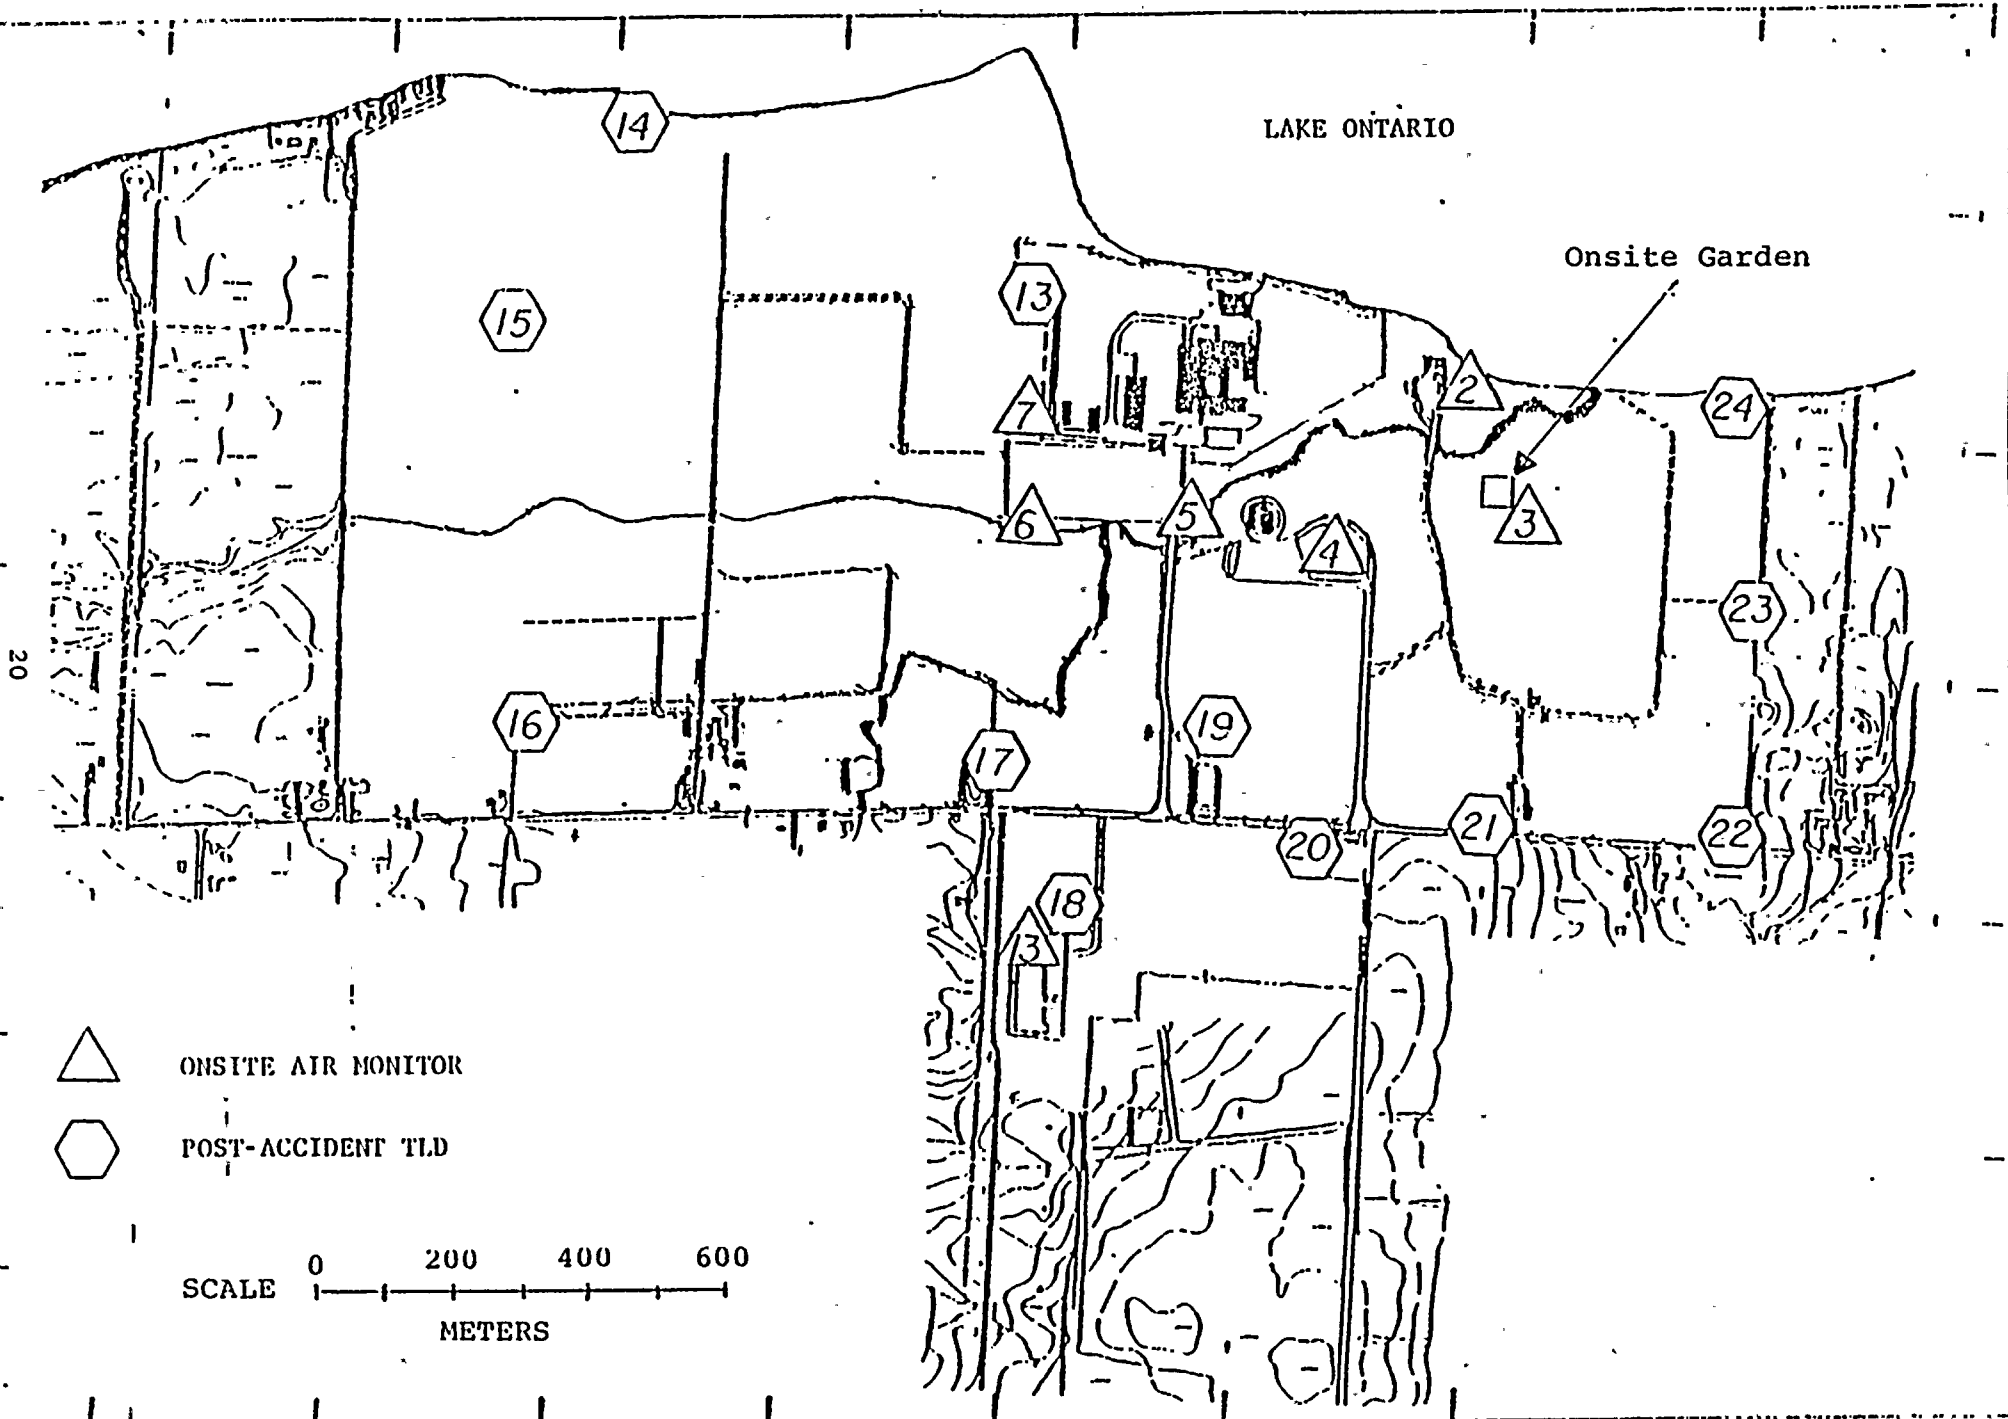 14
LAKE ONTARIO
Onsite Garden
13
15
2
24
7
5
6
3
4
23
16
19
17
20
21
22
18
3
20
ONSITE AIR MONITOR
POST-ACCIDENT TLD
0 200 400 600
SCALE
METERS